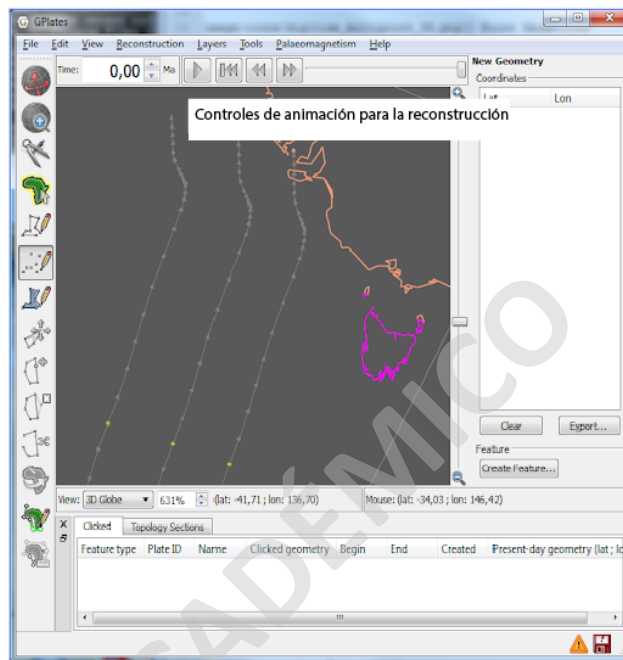 GPlates
File Edit View Reconstruction Layers Tools Palaeomagnetism Help
Time: 0,00 Ma
New Geometry
Coordinates
Lat Lon
Controles de animación para la reconstrucción
Clear Export...
Feature
Create Feature...
View: 3D Globe 631% (lat: -41,71 ; lon: 136,70) Mouse: (lat: -34,03 ; lon: 146,42)
Clicked Topology Sections
Feature type Plate ID Name Clicked geometry Begin End Created Present-day geometry (lat ; lo
ACADÉMICO